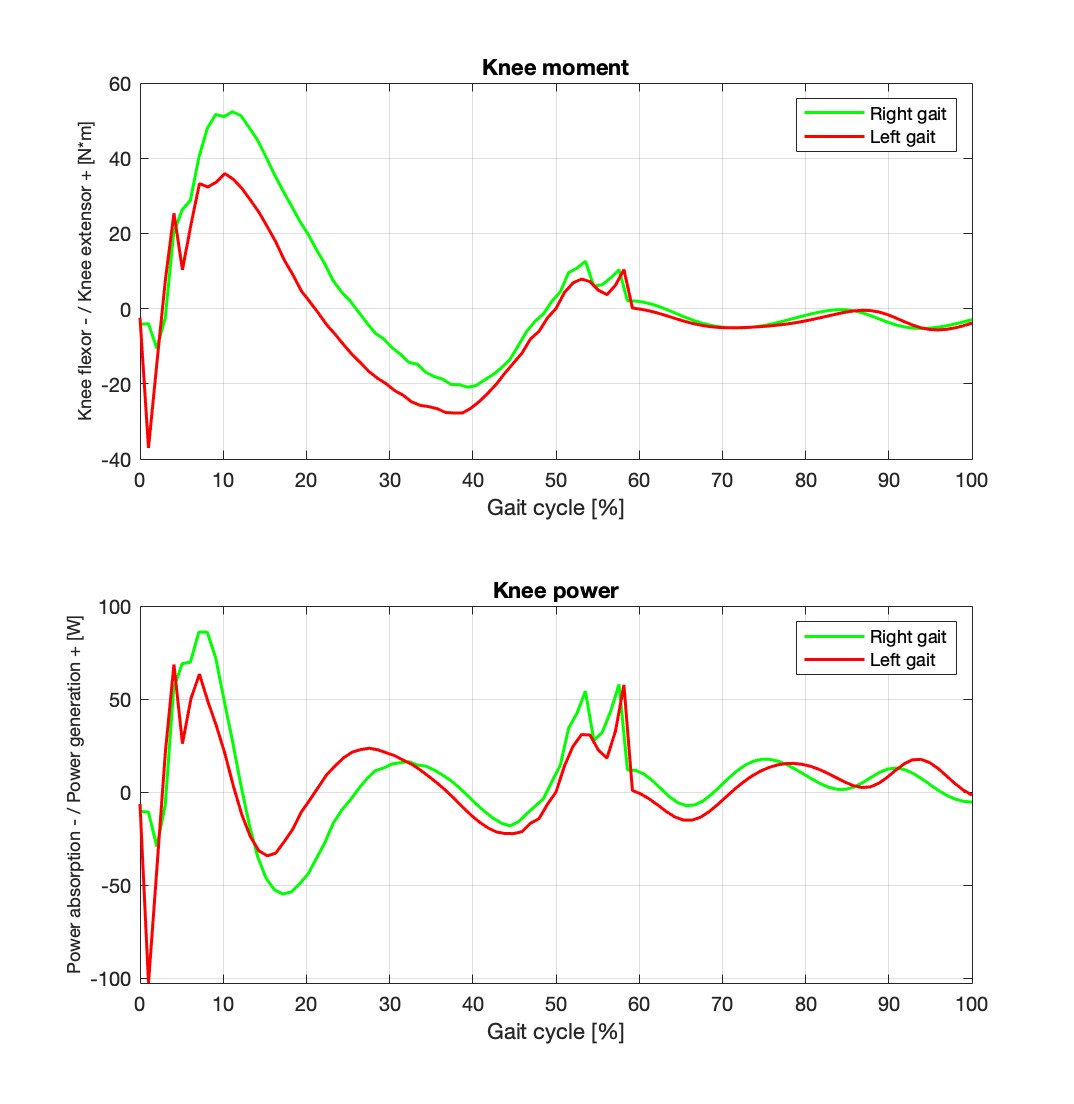 Knee moment
Knee flexor - / Knee extensor + [N*m]
60
40
20
0
-20
-40
Right gait
Left gait
0 10 20 30 40 50 60 70 80 90 100
Gait cycle [%]
Knee power
Power absorption - / Power generation + [W]
100
50
0
-50
-100
Right gait
Left gait
0 10 20 30 40 50 60 70 80 90 100
Gait cycle [%]